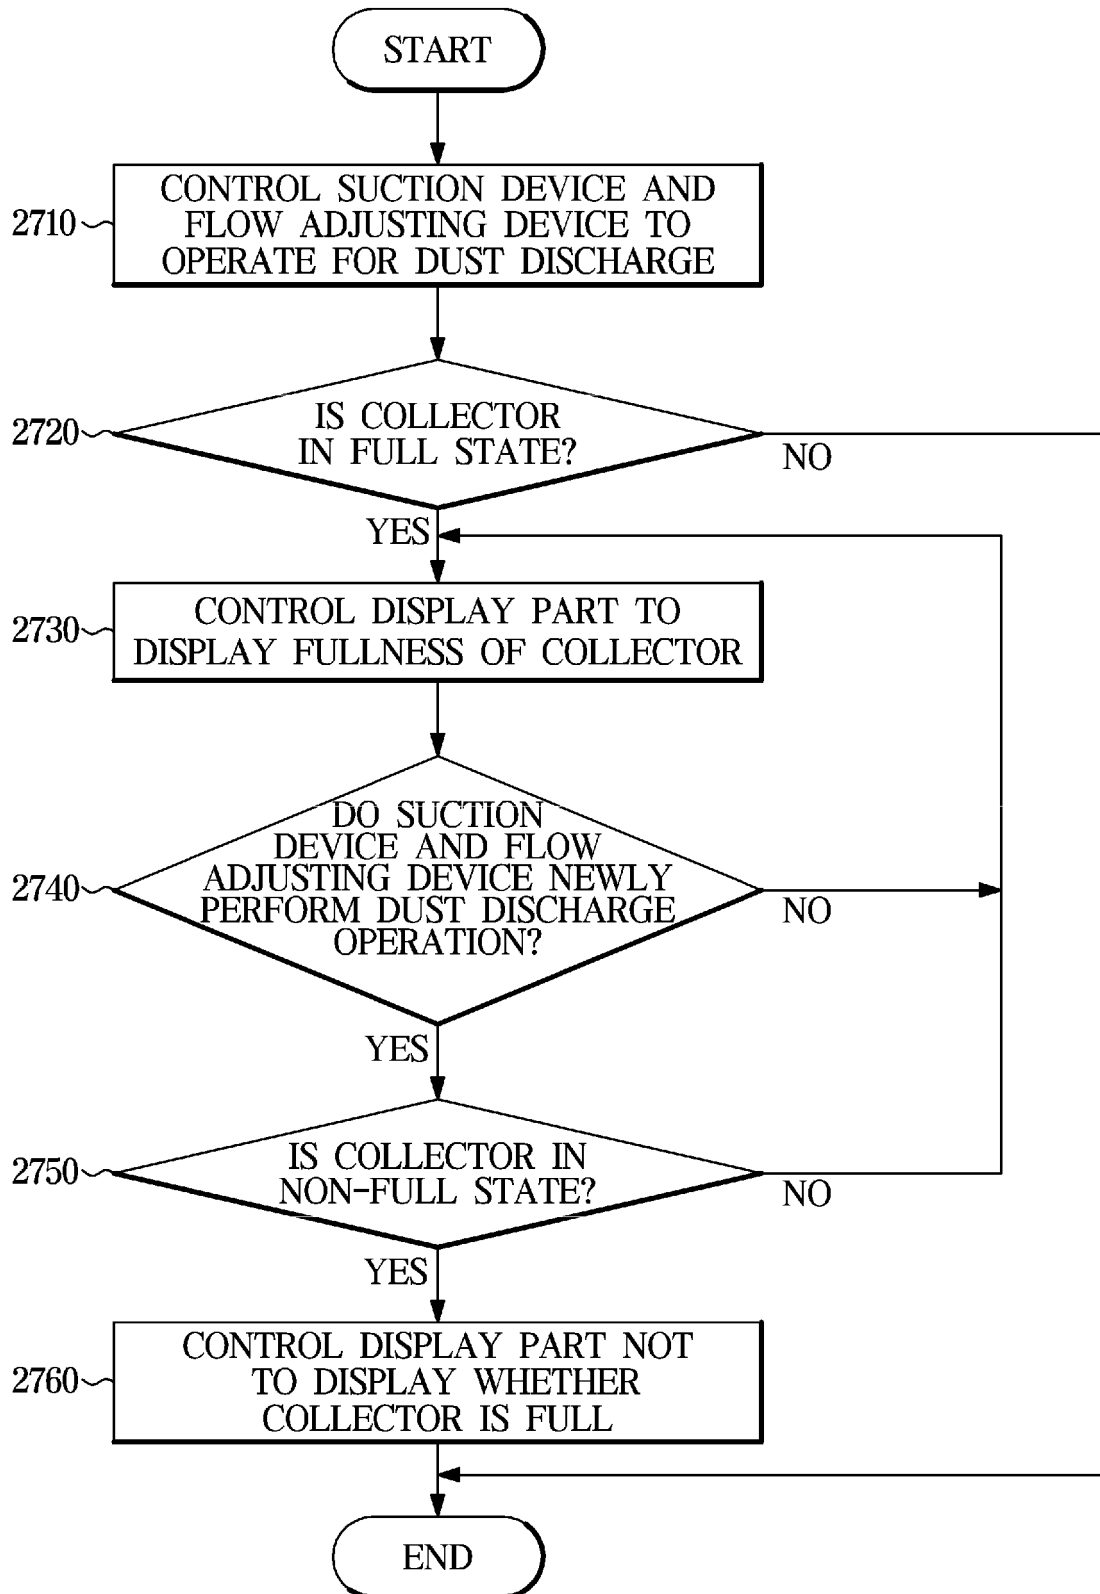 START
2710
CONTROL SUCTION DEVICE AND
FLOW ADJUSTING DEVICE TO
OPERATE FOR DUST DISCHARGE
2720
IS COLLECTOR
IN FULL STATE?
NO
YES
2730
CONTROL DISPLAY PART TO
DISPLAY FULLNESS OF COLLECTOR
2740
DO SUCTION
DEVICE AND FLOW
ADJUSTING DEVICE NEWLY
PERFORM DUST DISCHARGE
OPERATION?
NO
YES
2750
IS COLLECTOR IN
NON-FULL STATE?
NO
YES
2760
CONTROL DISPLAY PART NOT
TO DISPLAY WHETHER
COLLECTOR IS FULL
END